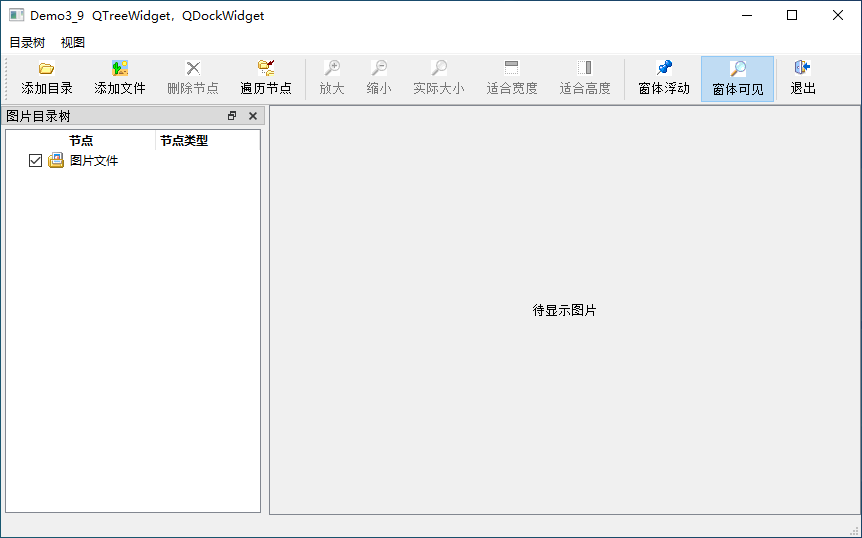 Demo3_9 QTreeWidget, QDockWidget
目录树 视图
添加目录 添加文件 删除节点 遍历节点 放大 缩小 实际大小 适合宽度 适合高度 窗体浮动 窗体可见 退出
图片目录树
节点 节点类型
图片文件
待显示图片